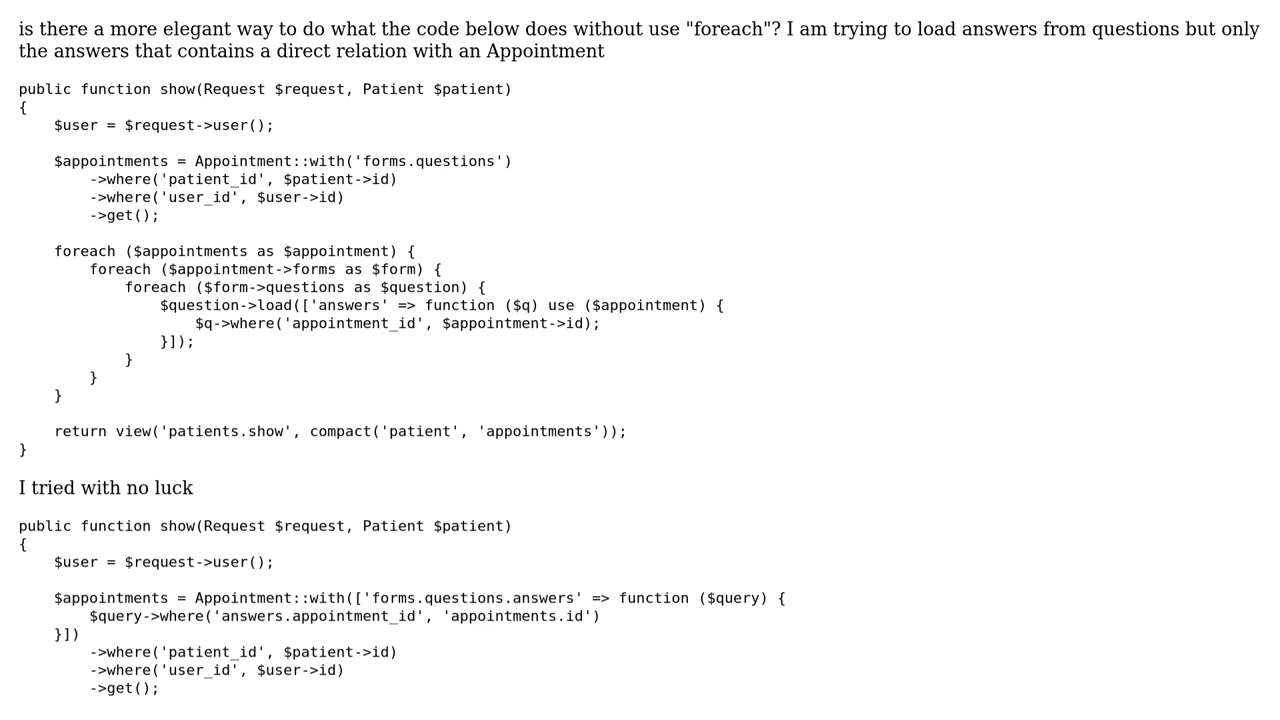 is there a more elegant way to do what the code below does without use "foreach"? I am trying to load answers from questions but only
the answers that contains a direct relation with an Appointment
public function show(Request $request, Patient $patient)
{
    $user = $request->user();

    $appointments = Appointment::with('forms.questions')
        ->where('patient_id', $patient->id)
        ->where('user_id', $user->id)
        ->get();

    foreach ($appointments as $appointment) {
        foreach ($appointment->forms as $form) {
            foreach ($form->questions as $question) {
                $question->load(['answers' => function ($q) use ($appointment) {
                    $q->where('appointment_id', $appointment->id);
                }]);
            }
        }
    }

    return view('patients.show', compact('patient', 'appointments'));
}
I tried with no luck
public function show(Request $request, Patient $patient)
{
    $user = $request->user();

    $appointments = Appointment::with(['forms.questions.answers' => function ($query) {
        $query->where('answers.appointment_id', 'appointments.id')
    }])
        ->where('patient_id', $patient->id)
        ->where('user_id', $user->id)
        ->get();